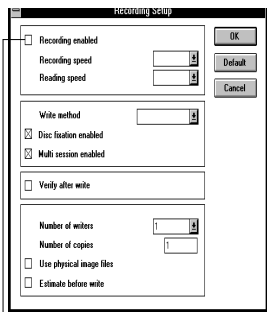 Recording Setup
Recording enabled
OK
Recording speed
Default
Reading speed
Cancel
Write method
Disc fixation enabled
Multi session enabled
Verify after write
Number of writers 1
Number of copies 1
Use physical image files
Estimate before write